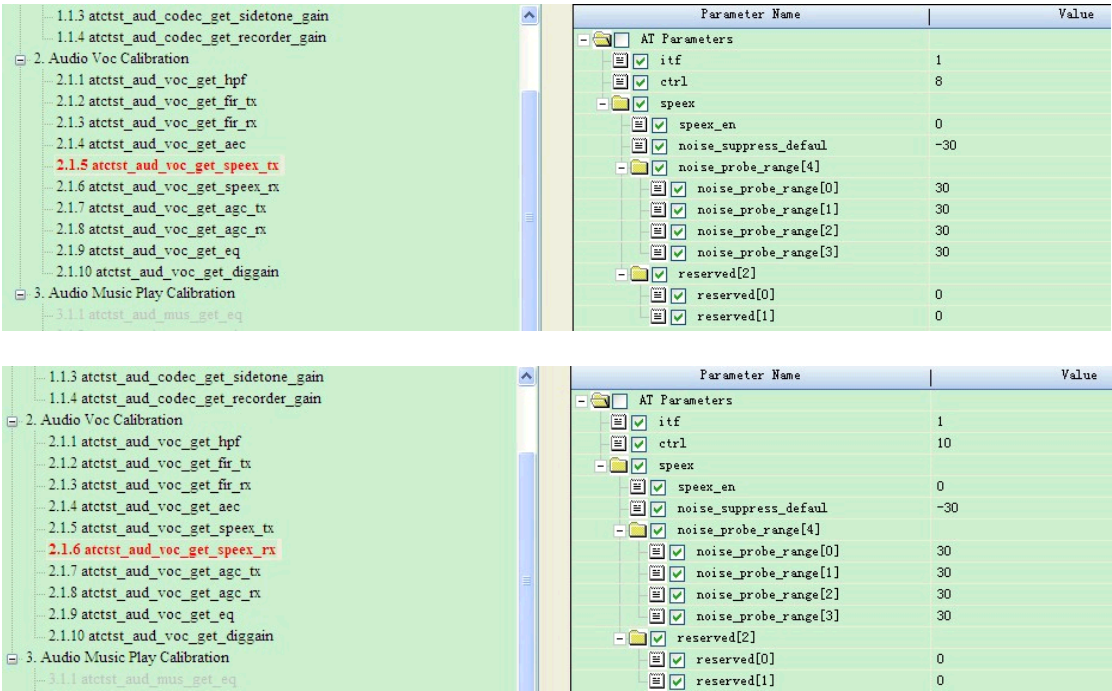 1.1.3 atctst_aud_codec_get_sidetone_gain
1.1.4 atctst_aud_codec_get_recorder_gain
2. Audio Voc Calibration
2.1.1 atctst_aud_voc_get_hpf
2.1.2 atctst_aud_voc_get_fir_tx
2.1.3 atctst_aud_voc_get_fir_rx
2.1.4 atctst_aud_voc_get_aec
2.1.5 atctst_aud_voc_get_speex_tx
2.1.6 atctst_aud_voc_get_speex_rx
2.1.7 atctst_aud_voc_get_agc_tx
2.1.8 atctst_aud_voc_get_agc_rx
2.1.9 atctst_aud_voc_get_eq
2.1.10 atctst_aud_voc_get_diggain
3. Audio Music Play Calibration
3.1.1 atctst_aud_mus_get_eq
Parameter Name Value
AT Parameters
itf 1
ctrl 8
speex
speex_en 0
noise_suppress_defaul -30
noise_probe_range[4]
noise_probe_range[0] 30
noise_probe_range[1] 30
noise_probe_range[2] 30
noise_probe_range[3] 30
reserved[2]
reserved[0] 0
reserved[1] 0
1.1.3 atctst_aud_codec_get_sidetone_gain
1.1.4 atctst_aud_codec_get_recorder_gain
2. Audio Voc Calibration
2.1.1 atctst_aud_voc_get_hpf
2.1.2 atctst_aud_voc_get_fir_tx
2.1.3 atctst_aud_voc_get_fir_rx
2.1.4 atctst_aud_voc_get_aec
2.1.5 atctst_aud_voc_get_speex_tx
2.1.6 atctst_aud_voc_get_speex_rx
2.1.7 atctst_aud_voc_get_agc_tx
2.1.8 atctst_aud_voc_get_agc_rx
2.1.9 atctst_aud_voc_get_eq
2.1.10 atctst_aud_voc_get_diggain
3. Audio Music Play Calibration
3.1.1 atctst_aud_mus_get_eq
Parameter Name Value
AT Parameters
itf 1
ctrl 10
speex
speex_en 0
noise_suppress_defaul -30
noise_probe_range[4]
noise_probe_range[0] 30
noise_probe_range[1] 30
noise_probe_range[2] 30
noise_probe_range[3] 30
reserved[2]
reserved[0] 0
reserved[1] 0